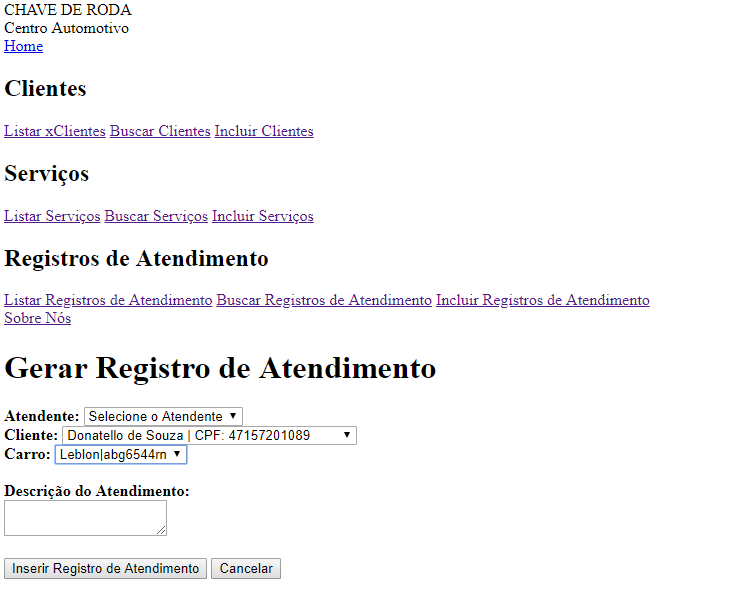 CHAVE DE RODA
Centro Automotivo
Home
Clientes
Listar xClientes Buscar Clientes Incluir Clientes
Serviços
Listar Serviços Buscar Serviços Incluir Serviços
Registros de Atendimento
Listar Registros de Atendimento Buscar Registros de Atendimento Incluir Registros de Atendimento
Sobre Nós
Gerar Registro de Atendimento
Atendente: Selecione o Atendente
Cliente: Donatello de Souza | CPF: 47157201089
Carro: Leblon|abg6544rn
Descrição do Atendimento:
Inserir Registro de Atendimento Cancelar